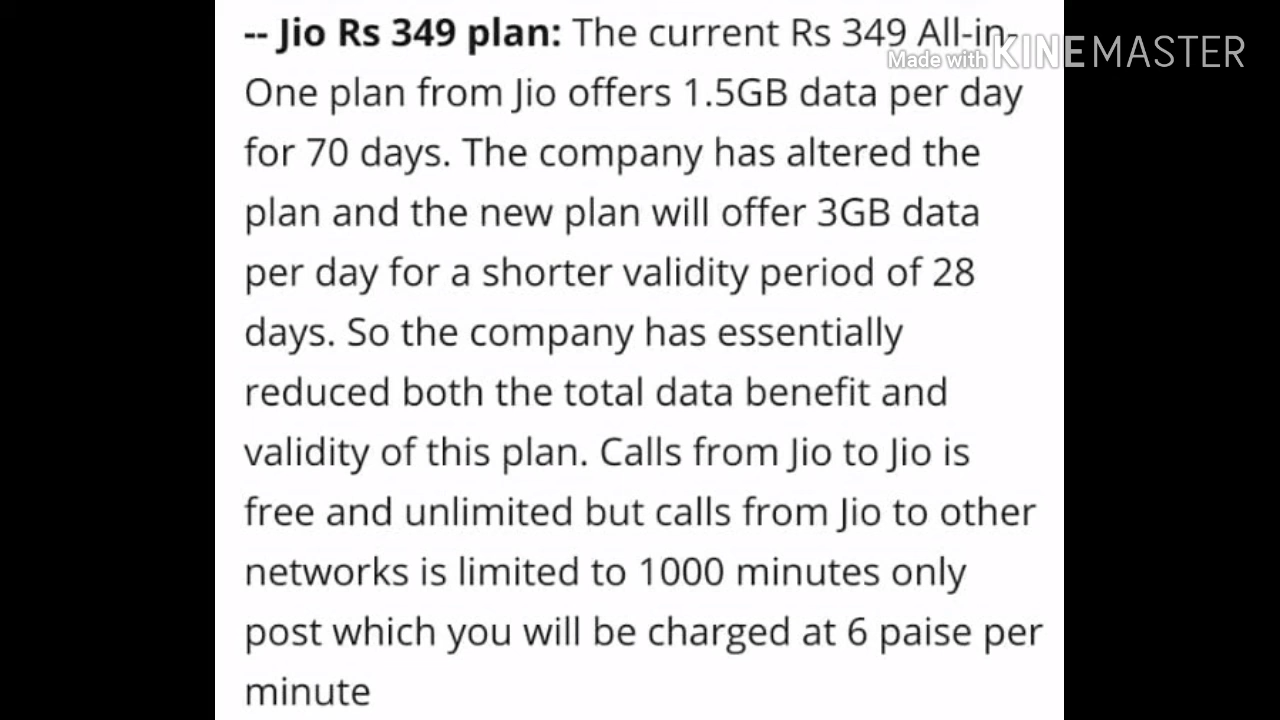 -- Jio Rs 349 plan: The current Rs 349 All-in-
Made with KINEMASTER
One plan from Jio offers 1.5GB data per day
for 70 days. The company has altered the
plan and the new plan will offer 3GB data
per day for a shorter validity period of 28
days. So the company has essentially
reduced both the total data benefit and
validity of this plan. Calls from Jio to Jio is
free and unlimited but calls from Jio to other
networks is limited to 1000 minutes only
post which you will be charged at 6 paise per
minute